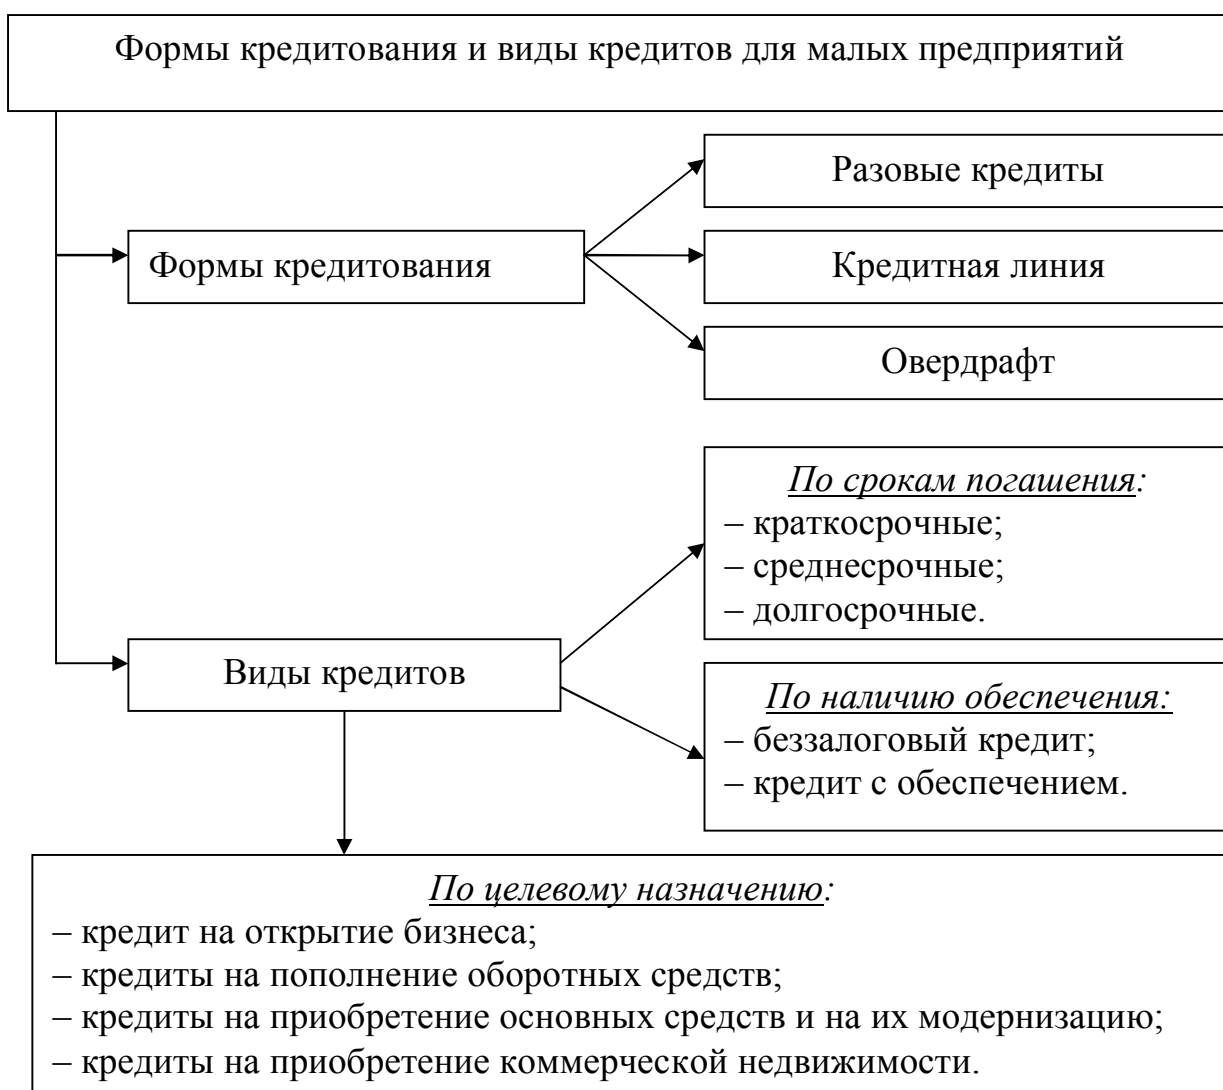 Формы кредитования и виды кредитов для малых предприятий
Разовые кредиты
Формы кредитования
Кредитная линия
Овердрафт
По срокам погашения:
– краткосрочные;
– среднесрочные;
– долгосрочные.
Виды кредитов
По наличию обеспечения:
– беззалоговый кредит;
– кредит с обеспечением.
По целевому назначению:
– кредит на открытие бизнеса;
– кредиты на пополнение оборотных средств;
– кредиты на приобретение основных средств и на их модернизацию;
– кредиты на приобретение коммерческой недвижимости.